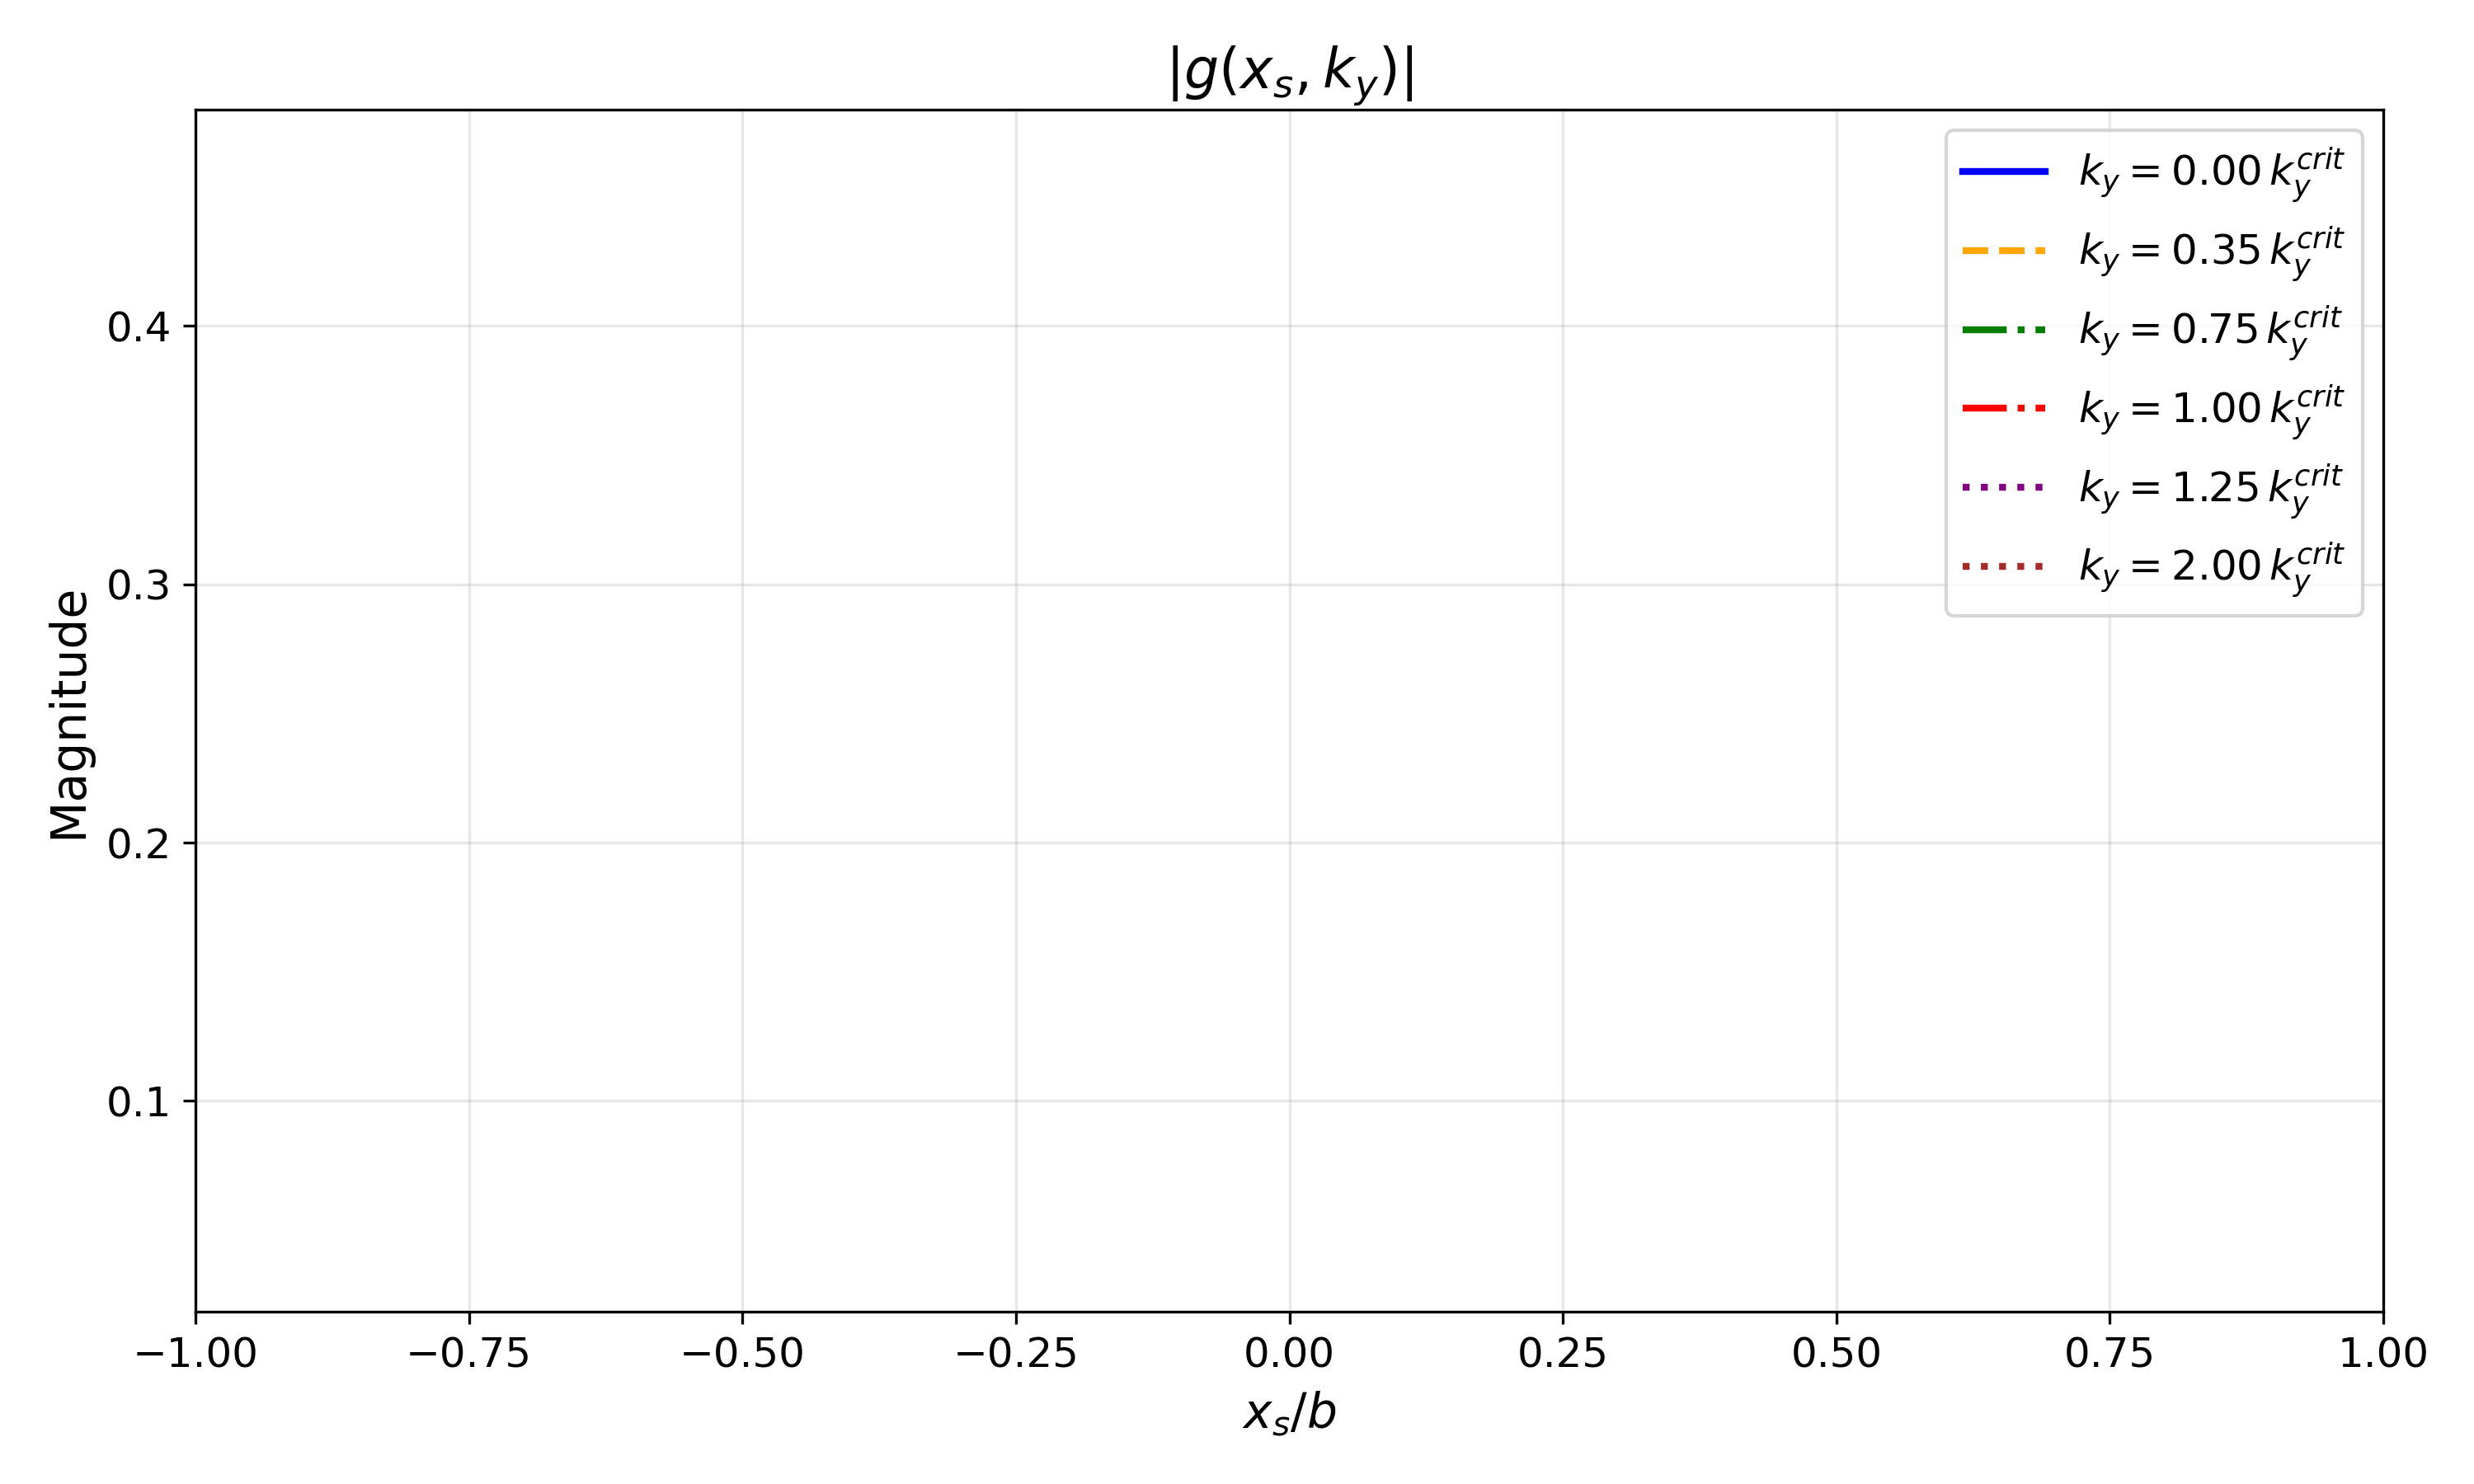 |g(x_s, k_y)|
k_y = 0.00 k_y^{crit}
k_y = 0.35 k_y^{crit}
k_y = 0.75 k_y^{crit}
k_y = 1.00 k_y^{crit}
k_y = 1.25 k_y^{crit}
k_y = 2.00 k_y^{crit}
Magnitude
0.4
0.3
0.2
0.1
−1.00 −0.75 −0.50 −0.25 0.00 0.25 0.50 0.75 1.00
x_s/b